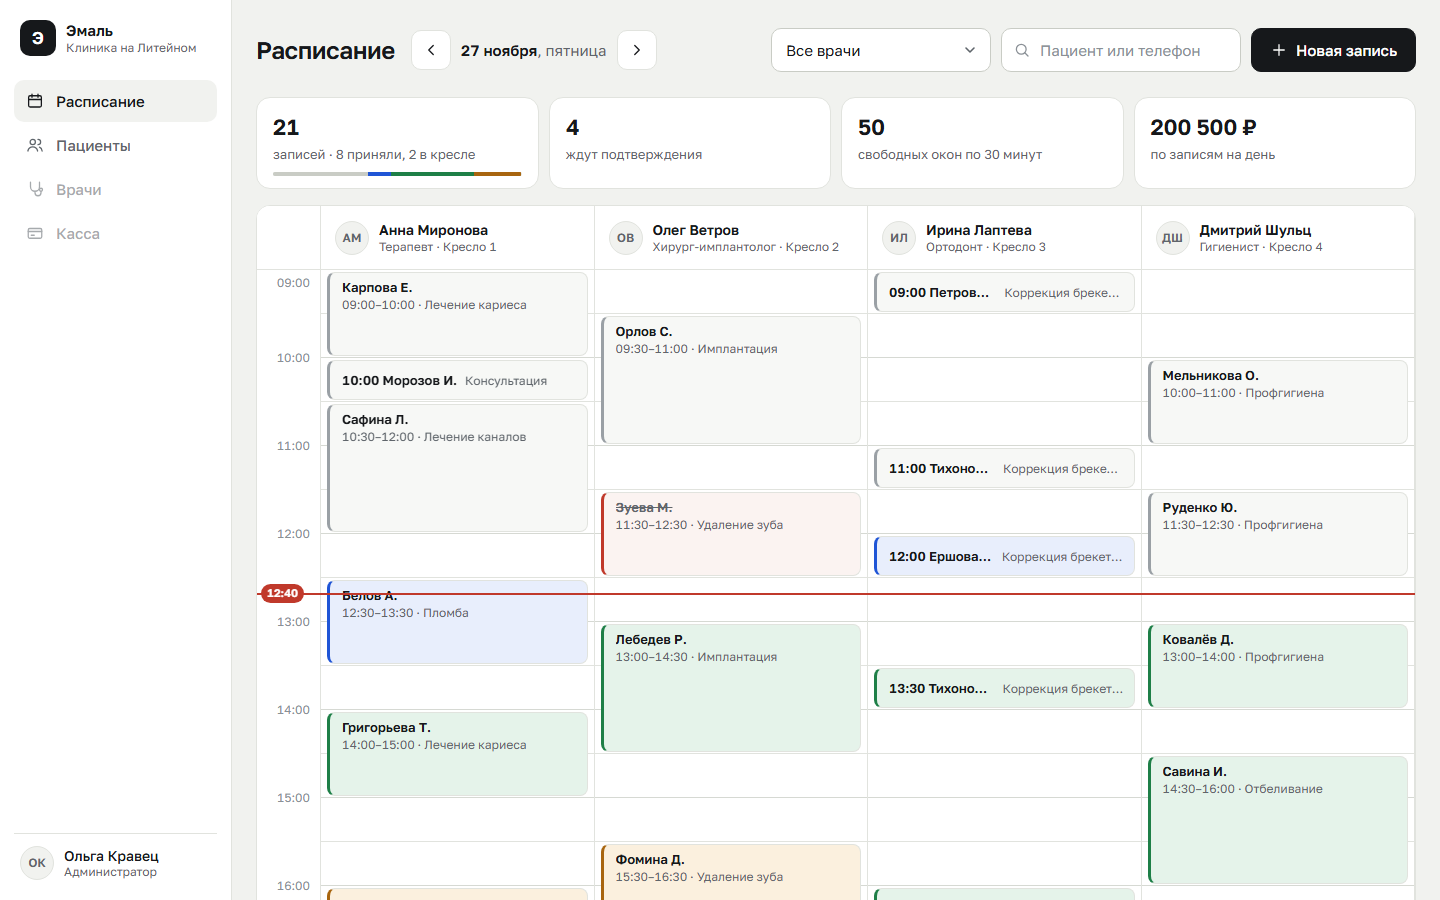 Э
Эмаль
Клиника на Литейном
Расписание
Пациенты
Врачи
Касса
ОК
Ольга Кравец
Администратор
Расписание
27 ноября, пятница
Все врачи
Пациент или телефон
Новая запись
21
записей · 8 приняли, 2 в кресле
4
ждут подтверждения
50
свободных окон по 30 минут
200 500 ₽
по записям на день
АМ
Анна Миронова
Терапевт · Кресло 1
ОВ
Олег Ветров
Хирург-имплантолог · Кресло 2
ИЛ
Ирина Лаптева
Ортодонт · Кресло 3
ДШ
Дмитрий Шульц
Гигиенист · Кресло 4
09:00
10:00
11:00
12:00
12:40
13:00
14:00
15:00
16:00
Карпова Е.
09:00–10:00 · Лечение кариеса
10:00 Морозов И. Консультация
Сафина Л.
10:30–12:00 · Лечение каналов
Белов А.
12:30–13:30 · Пломба
Григорьева Т.
14:00–15:00 · Лечение кариеса
Орлов С.
09:30–11:00 · Имплантация
Зуева М.
11:30–12:30 · Удаление зуба
Лебедев Р.
13:00–14:30 · Имплантация
Фомина Д.
15:30–16:30 · Удаление зуба
09:00 Петров… Коррекция бреке…
11:00 Тихоно… Коррекция бреке…
12:00 Ершова… Коррекция брекет…
13:30 Тихоно… Коррекция брекет…
Мельникова О.
10:00–11:00 · Профгигиена
Руденко Ю.
11:30–12:30 · Профгигиена
Ковалёв Д.
13:00–14:00 · Профгигиена
Савина И.
14:30–16:00 · Отбеливание